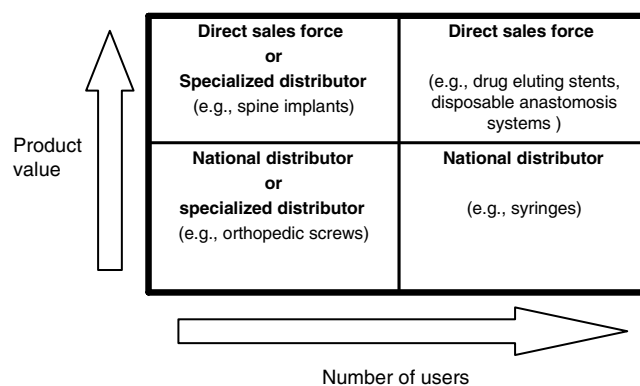 Direct sales force
or
Specialized distributor
(e.g., spine implants)
Direct sales force
(e.g., drug eluting stents,
disposable anastomosis
systems )
Product
value
National distributor
or
specialized distributor
(e.g., orthopedic screws)
National distributor
(e.g., syringes)
Number of users